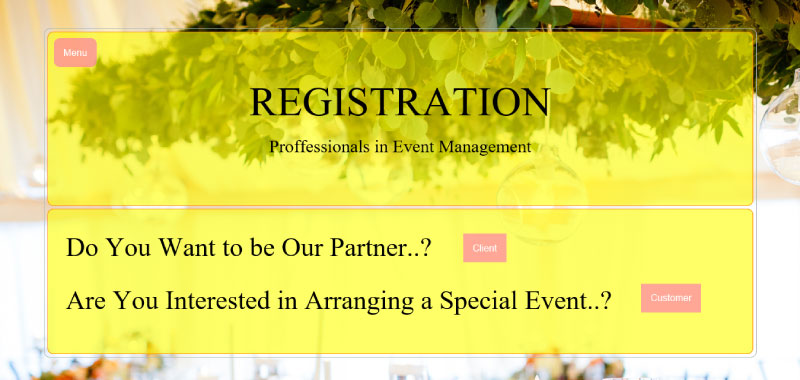 Menu
REGISTRATION
Proffessionals in Event Management
Do You Want to be Our Partner..?
Client
Are You Interested in Arranging a Special Event..?
Customer